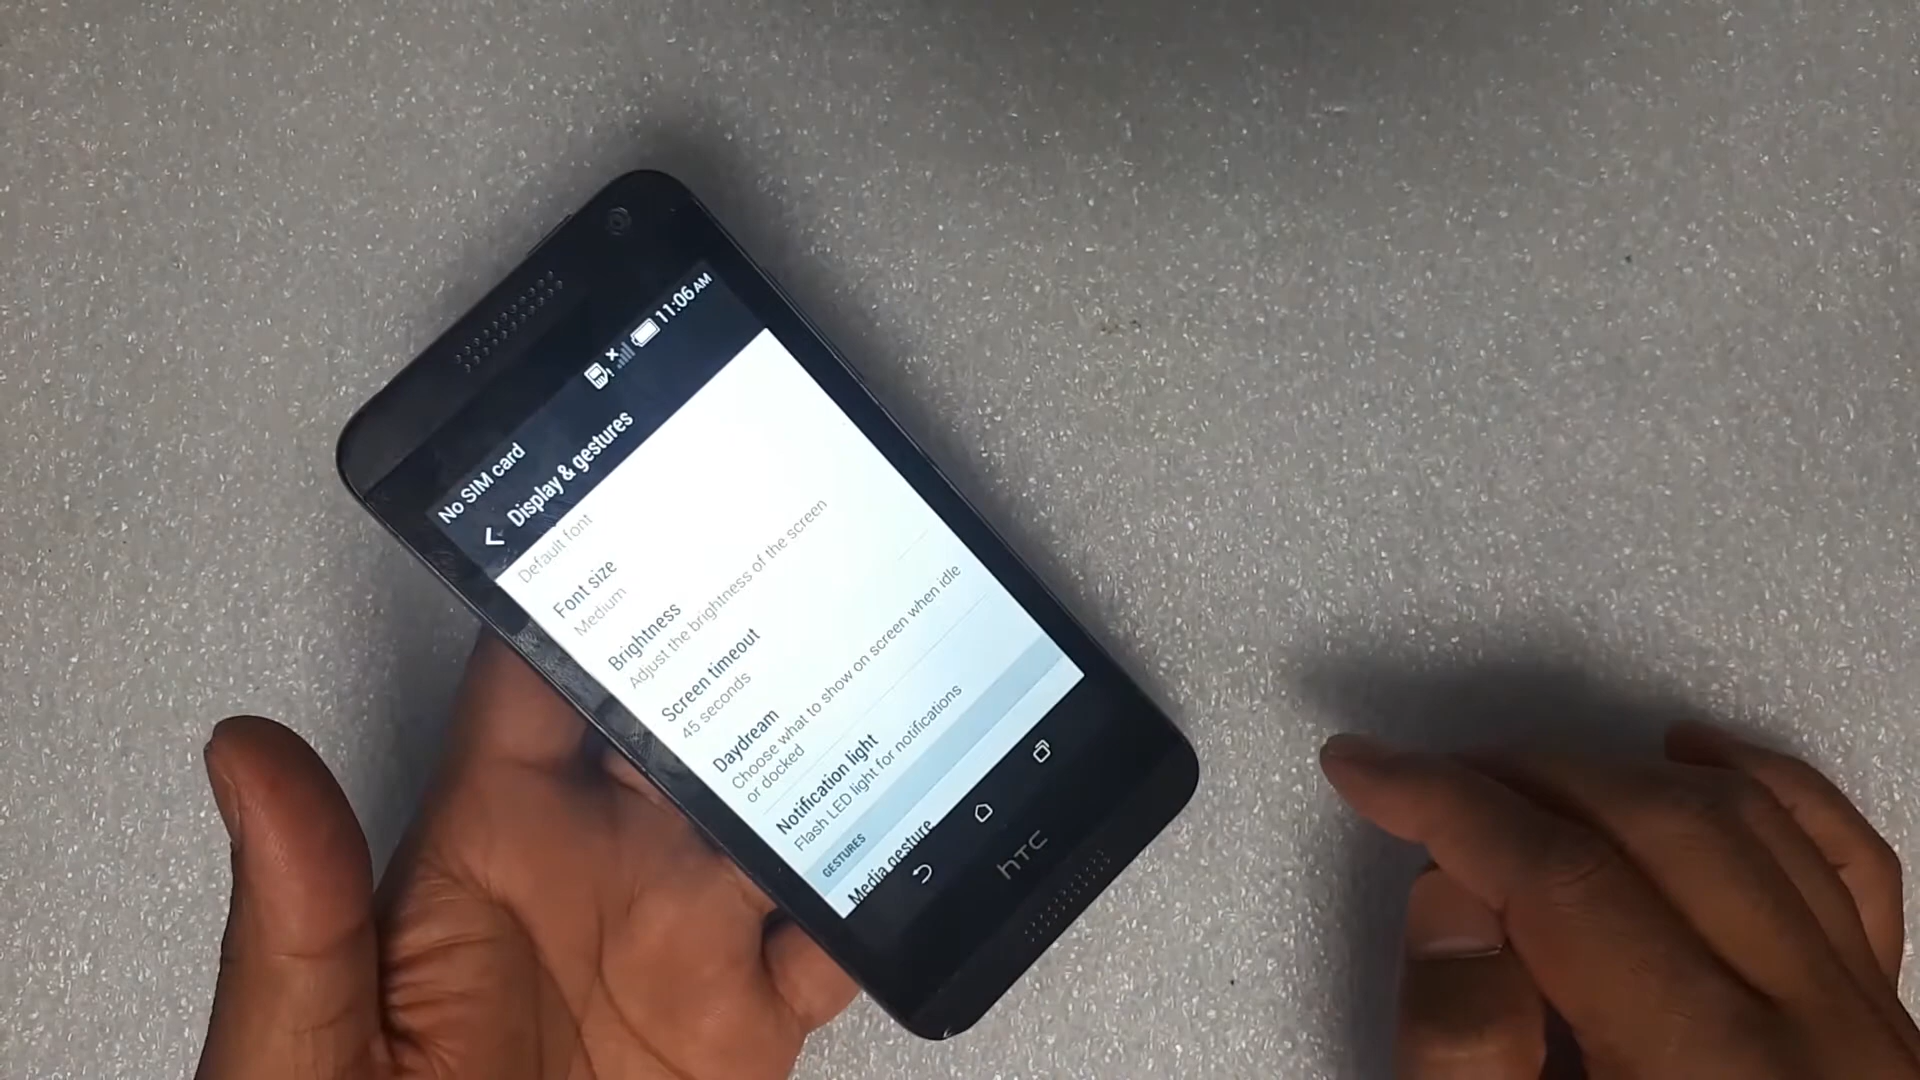 No SIM card 11:06 AM
Display & gestures
Default font
Font size
Medium
Brightness
Adjust the brightness of the screen
Screen timeout
45 seconds
Daydream
Choose what to show on screen when idle
or docked
Notification light
Flash LED light for notifications
GESTURES
Media gesture
hTC